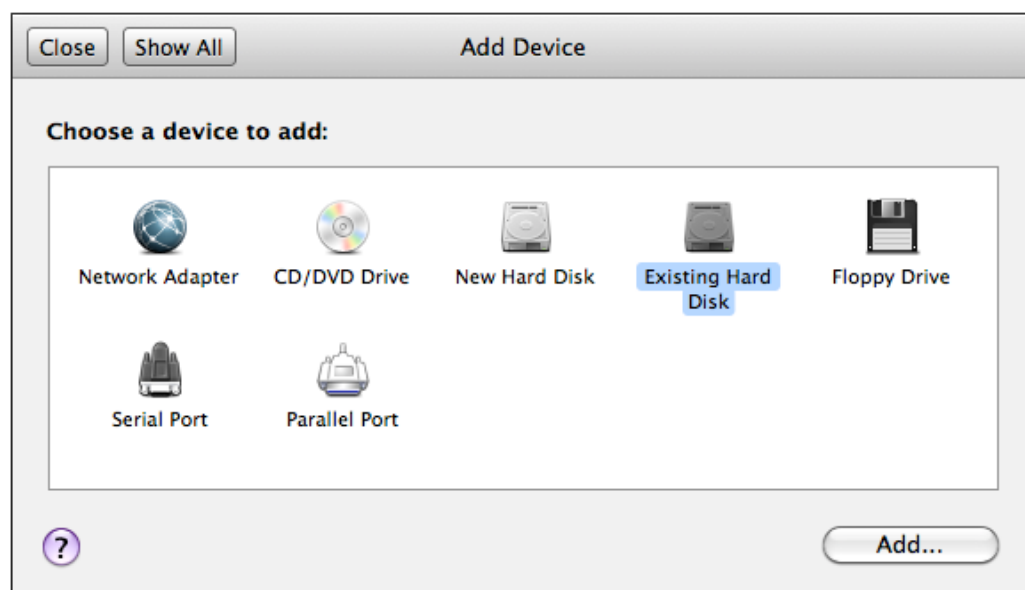 Close Show All Add Device
Choose a device to add:
Network Adapter CD/DVD Drive New Hard Disk Existing Hard Disk Floppy Drive
Serial Port Parallel Port
? Add...